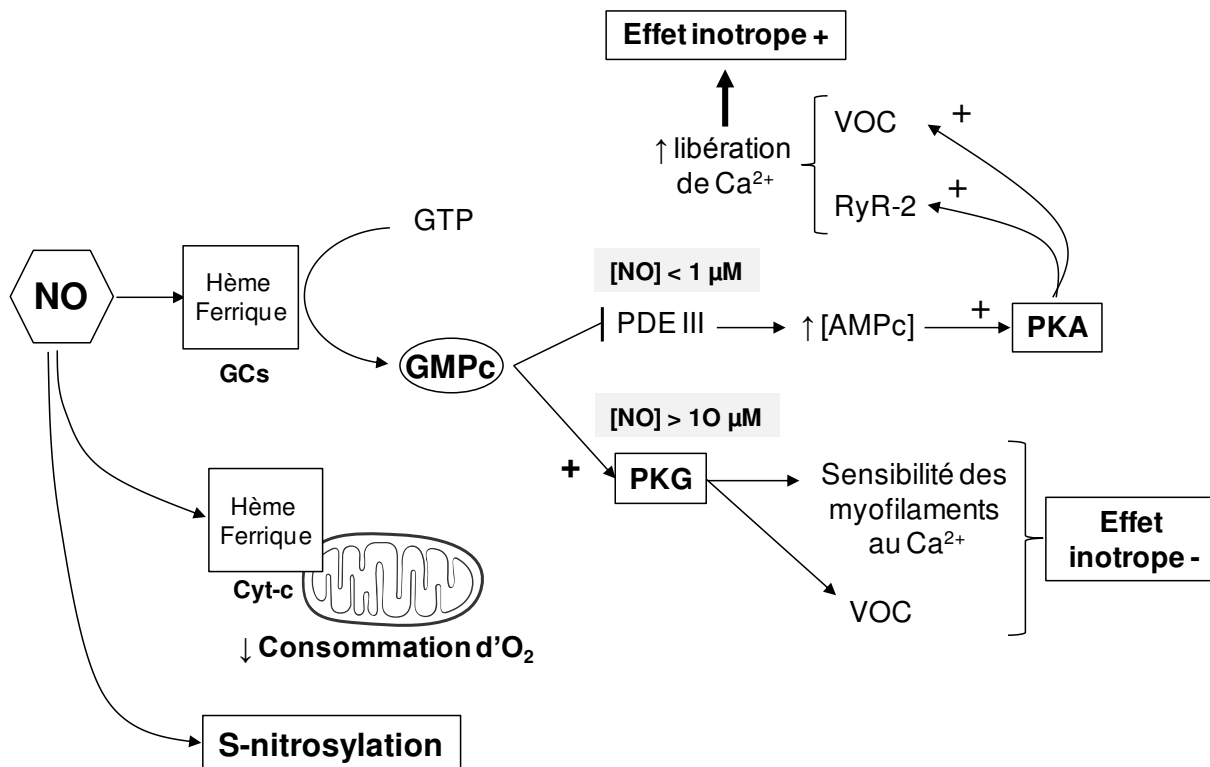 Effet inotrope +
VOC
+
↑ libération
de Ca²⁺
RyR-2
+
GTP
NO
Hème
Ferrique
GCs
[NO] < 1 µM
PDE III
↑ [AMPc]
+
PKA
GMPc
[NO] > 1O µM
+
PKG
Sensibilité des
myofilaments
au Ca²⁺
VOC
Effet
inotrope -
Hème
Ferrique
Cyt-c
↓ Consommation d’O₂
S-nitrosylation